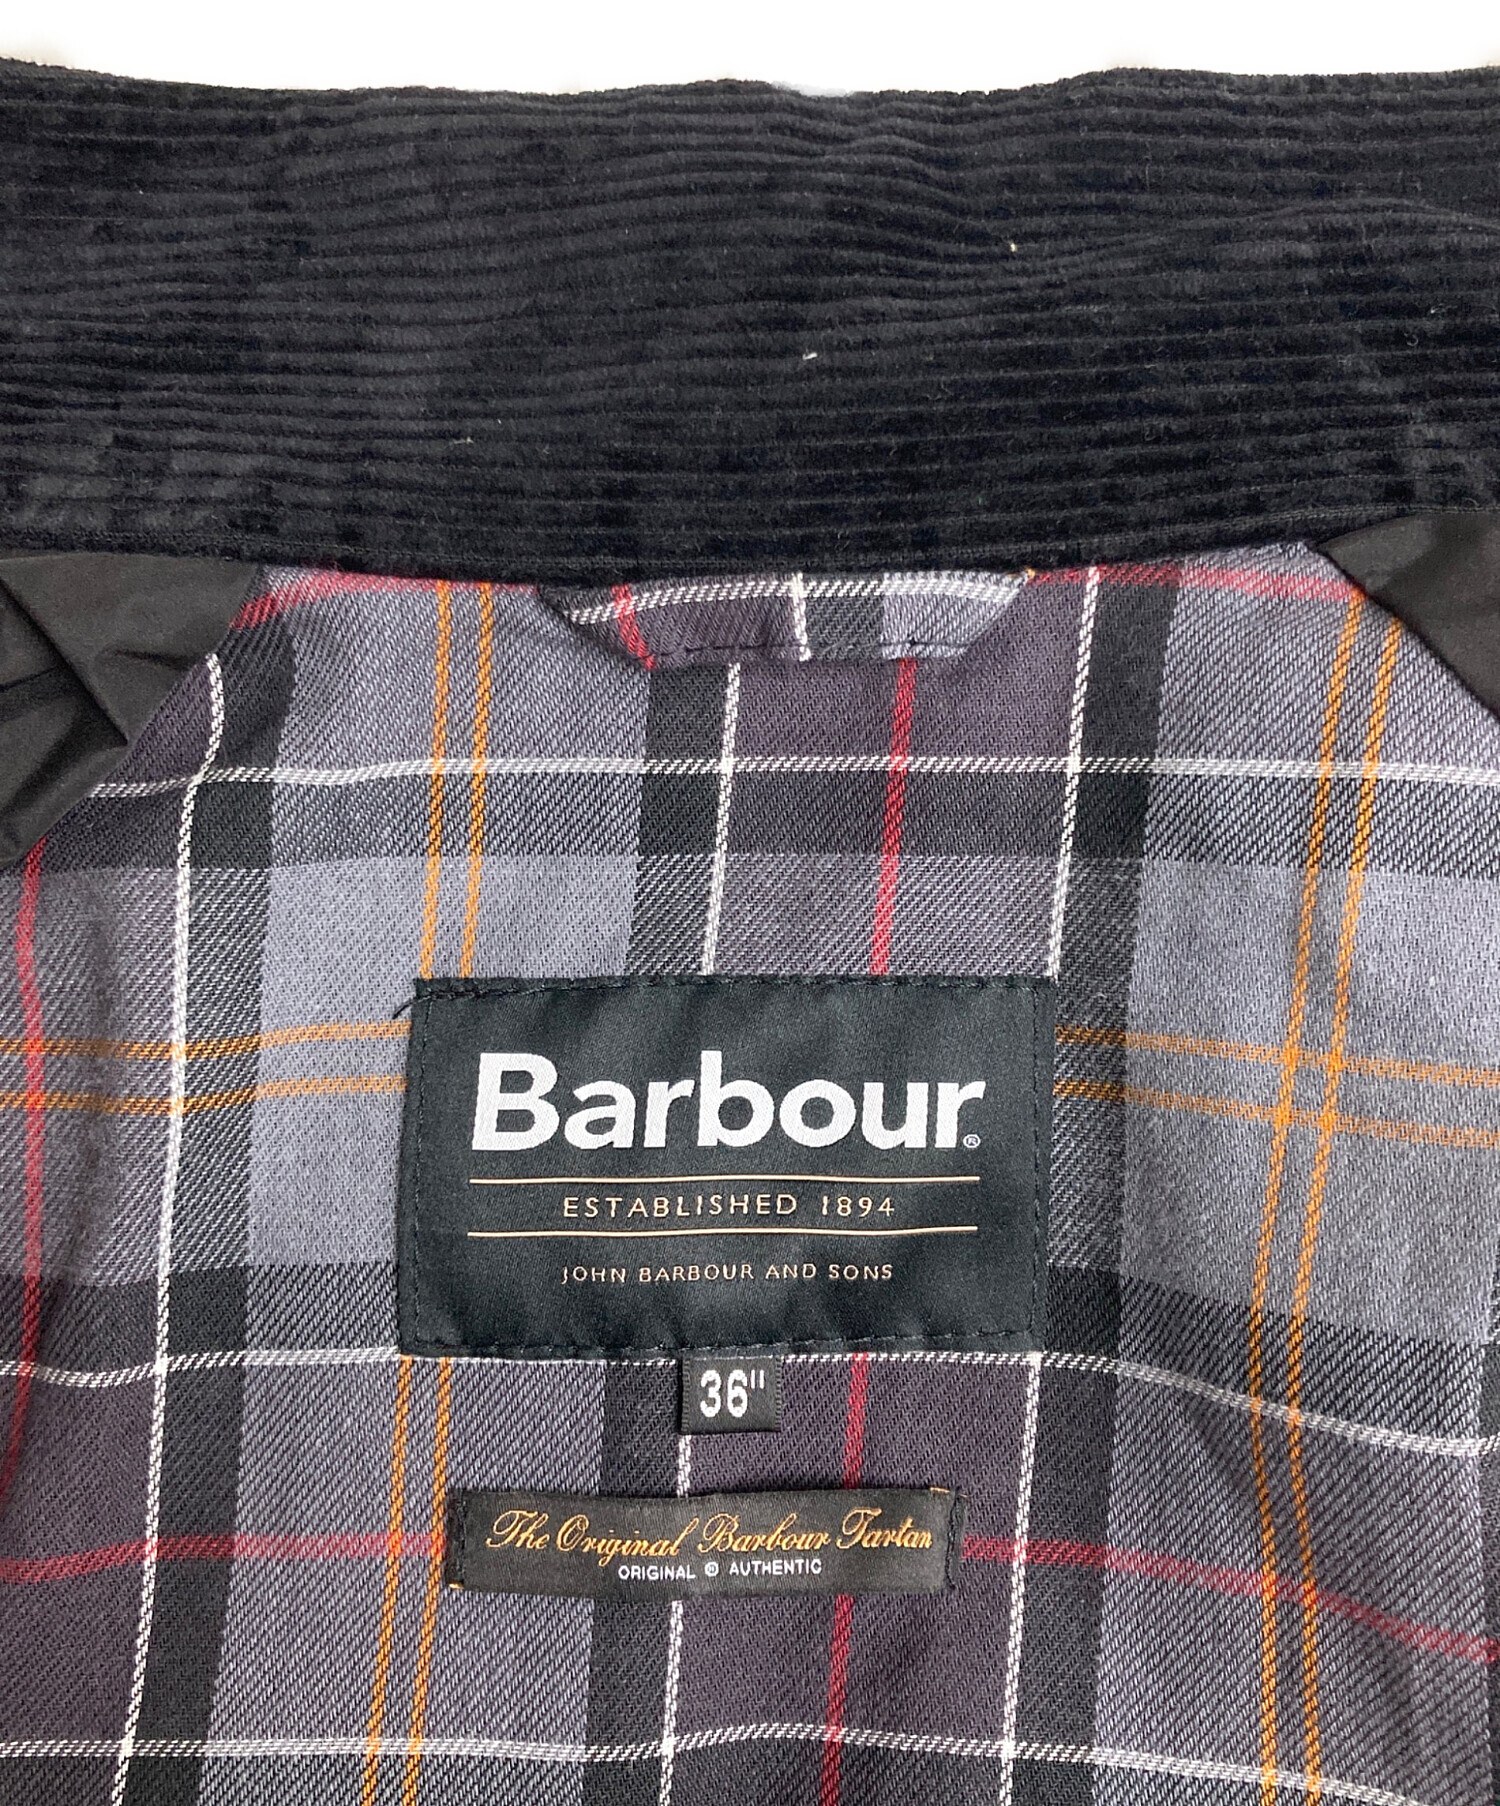 Barbour®
ESTABLISHED 1894
JOHN BARBOUR AND SONS
36"
The Original Barbour Tartan
ORIGINAL ® AUTHENTIC